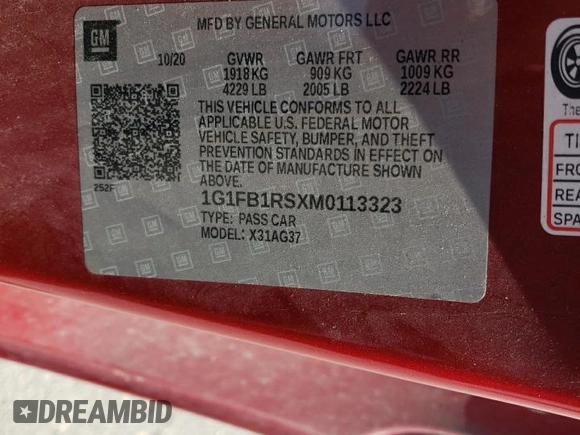 GM
MFD BY GENERAL MOTORS LLC
10/20 GVWR GAWR FRT GAWR RR
1918 KG 909 KG 1009 KG
4229 LB 2005 LB 2224 LB
THIS VEHICLE CONFORMS TO ALL
APPLICABLE U.S. FEDERAL MOTOR
VEHICLE SAFETY, BUMPER, AND THEFT
PREVENTION STANDARDS IN EFFECT ON
THE DATE OF MANUFACTURE SHOWN
ABOVE.
252F
1G1FB1RSXM0113323
TYPE: PASS CAR
MODEL: X31AG37
The
TI
FRO
REA
SPA
DREAMBID